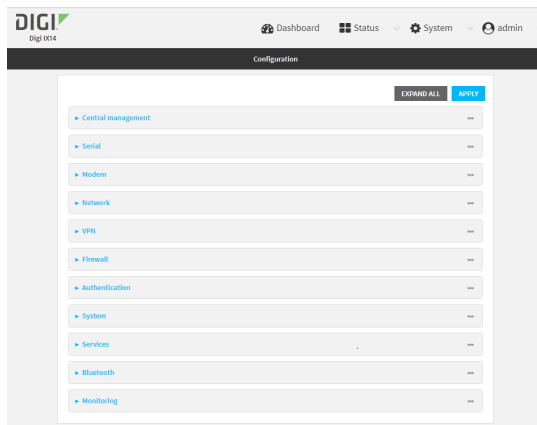 DIGI
Digi IX14
Dashboard
Status
System
admin
Configuration
EXPAND ALL
APPLY
Central management
Serial
Modem
Network
VPN
Firewall
Authentication
System
Services
Bluetooth
Monitoring